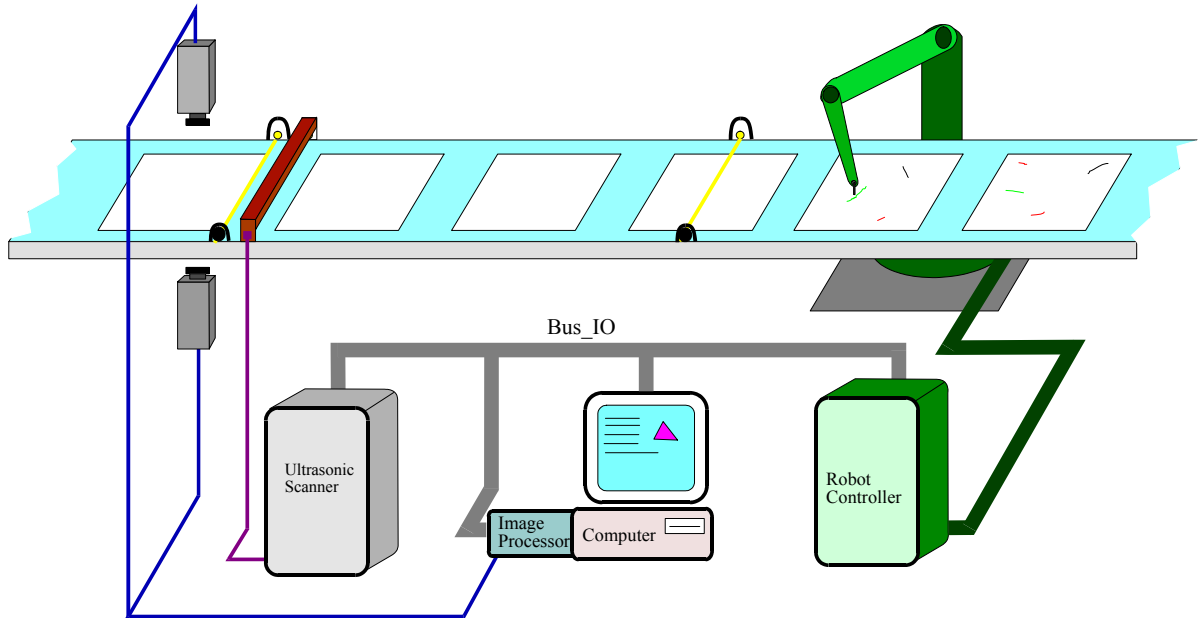 Bus_IO
Ultrasonic
Scanner
Image
Processor
Computer
Robot
Controller